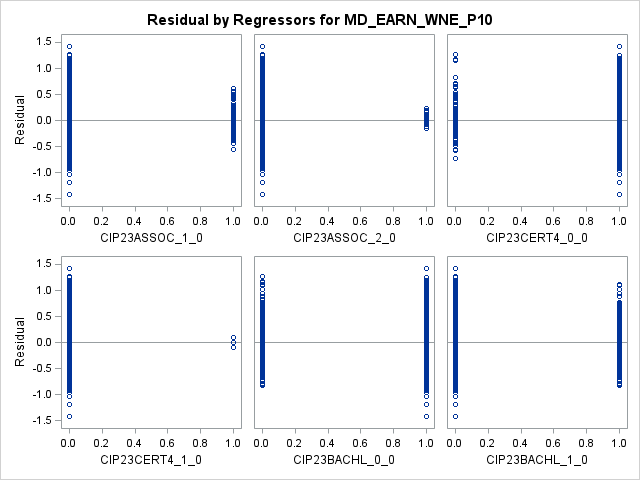 Residual by Regressors for MD_EARN_WNE_P10
1.5
1.0
0.5
0.0
-0.5
-1.0
-1.5
Residual
0.0 0.2 0.4 0.6 0.8 1.0 0.0 0.2 0.4 0.6 0.8 1.0 0.0 0.2 0.4 0.6 0.8 1.0
CIP23ASSOC_1_0 CIP23ASSOC_2_0 CIP23CERT4_0_0
1.5
1.0
0.5
0.0
-0.5
-1.0
-1.5
Residual
0.0 0.2 0.4 0.6 0.8 1.0 0.0 0.2 0.4 0.6 0.8 1.0 0.0 0.2 0.4 0.6 0.8 1.0
CIP23CERT4_1_0 CIP23BACHL_0_0 CIP23BACHL_1_0